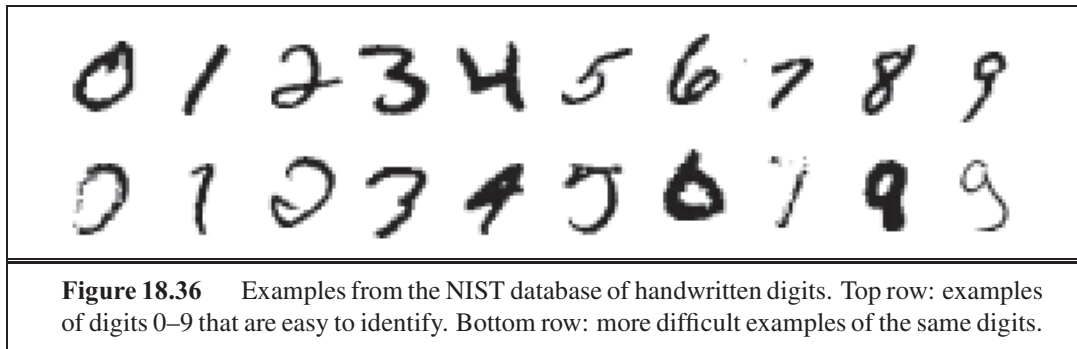 0 1 2 3 4 5 6 7 8 9
0 1 2 3 4 5 6 7 8 9
Figure 18.36 Examples from the NIST database of handwritten digits. Top row: examples
of digits 0–9 that are easy to identify. Bottom row: more difficult examples of the same digits.